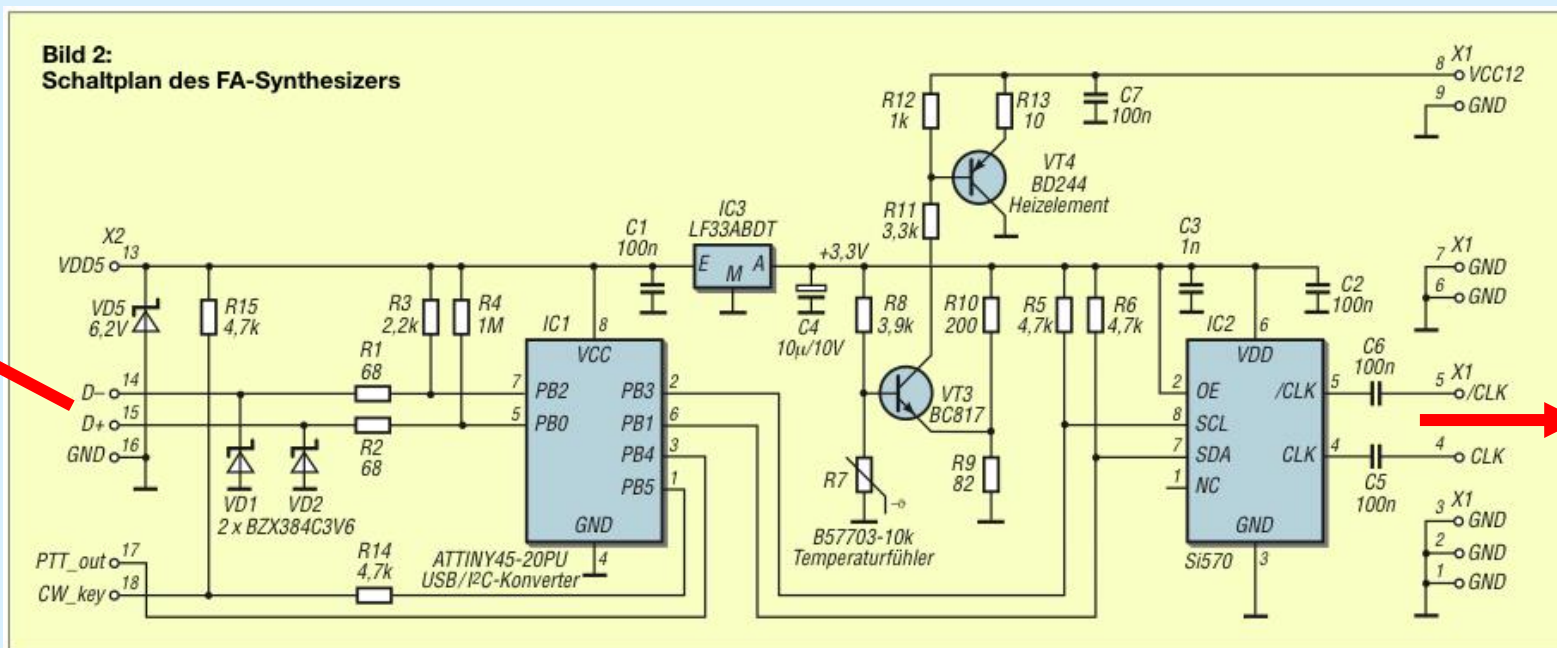 Bild 2:
Schaltplan des FA-Synthesizers
X1
8
VCC12
9
GND
R12
1k
R13
10
C7
100n
VT4
BD244
Heizelement
R11
3,3k
IC3
LF33ABDT
E M A
+3,3V
C1
100n
C3
1n
X2
13
VDD5
X1
7
GND
6
GND
VD5
6,2V
R15
4,7k
R3
2,2k
R4
1M
IC1
8
VCC
C4
10µ/10V
R8
3,9k
R10
200
R5
4,7k
R6
4,7k
IC2
6
VDD
C2
100n
R1
68
D– 14
7 PB2
PB3 2
VT3
BC817
2 OE
/CLK 5
C6
100n
X1
5 /CLK
D+ 15
5 PB0
PB1 6
8 SCL
GND 16
R2
68
PB4 3
R7
R9
82
7 SDA
CLK 4
C5
100n
4 CLK
VD1
VD2
2 x BZX384C3V6
PB5 1
1 NC
GND
4
B57703-10k
Temperaturfühler
GND
3
Si570
X1
3 GND
2 GND
1 GND
PTT_out 17
R14
4,7k
ATTINY45-20PU
USB/I²C-Konverter
CW_key 18